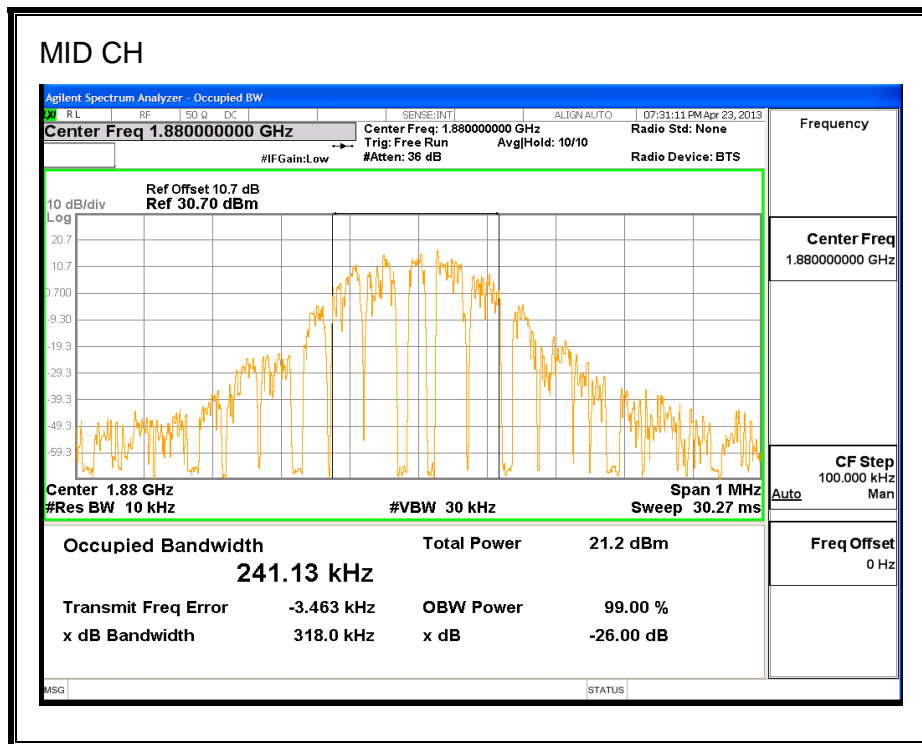 MID CH
Agilent Spectrum Analyzer - Occupied BW
LXI RL RF 50 Ω DC SENSE:INT ALIGN AUTO 07:31:11 PM Apr 23, 2013
Center Freq 1.880000000 GHz
Center Freq: 1.880000000 GHz
Radio Std: None
Trig: Free Run Avg|Hold: 10/10
#IFGain:Low
#Atten: 36 dB
Radio Device: BTS
Frequency
Ref Offset 10.7 dB
10 dB/div Ref 30.70 dBm
Log
20.7
10.7
0.700
-9.30
-19.3
-29.3
-39.3
-49.3
-59.3
Center 1.88 GHz Span 1 MHz
#Res BW 10 kHz #VBW 30 kHz Sweep 30.27 ms
Center Freq
1.880000000 GHz
CF Step
100.000 kHz
Auto Man
Freq Offset
0 Hz
Occupied Bandwidth Total Power 21.2 dBm
241.13 kHz
Transmit Freq Error -3.463 kHz OBW Power 99.00 %
x dB Bandwidth 318.0 kHz x dB -26.00 dB
MSG STATUS